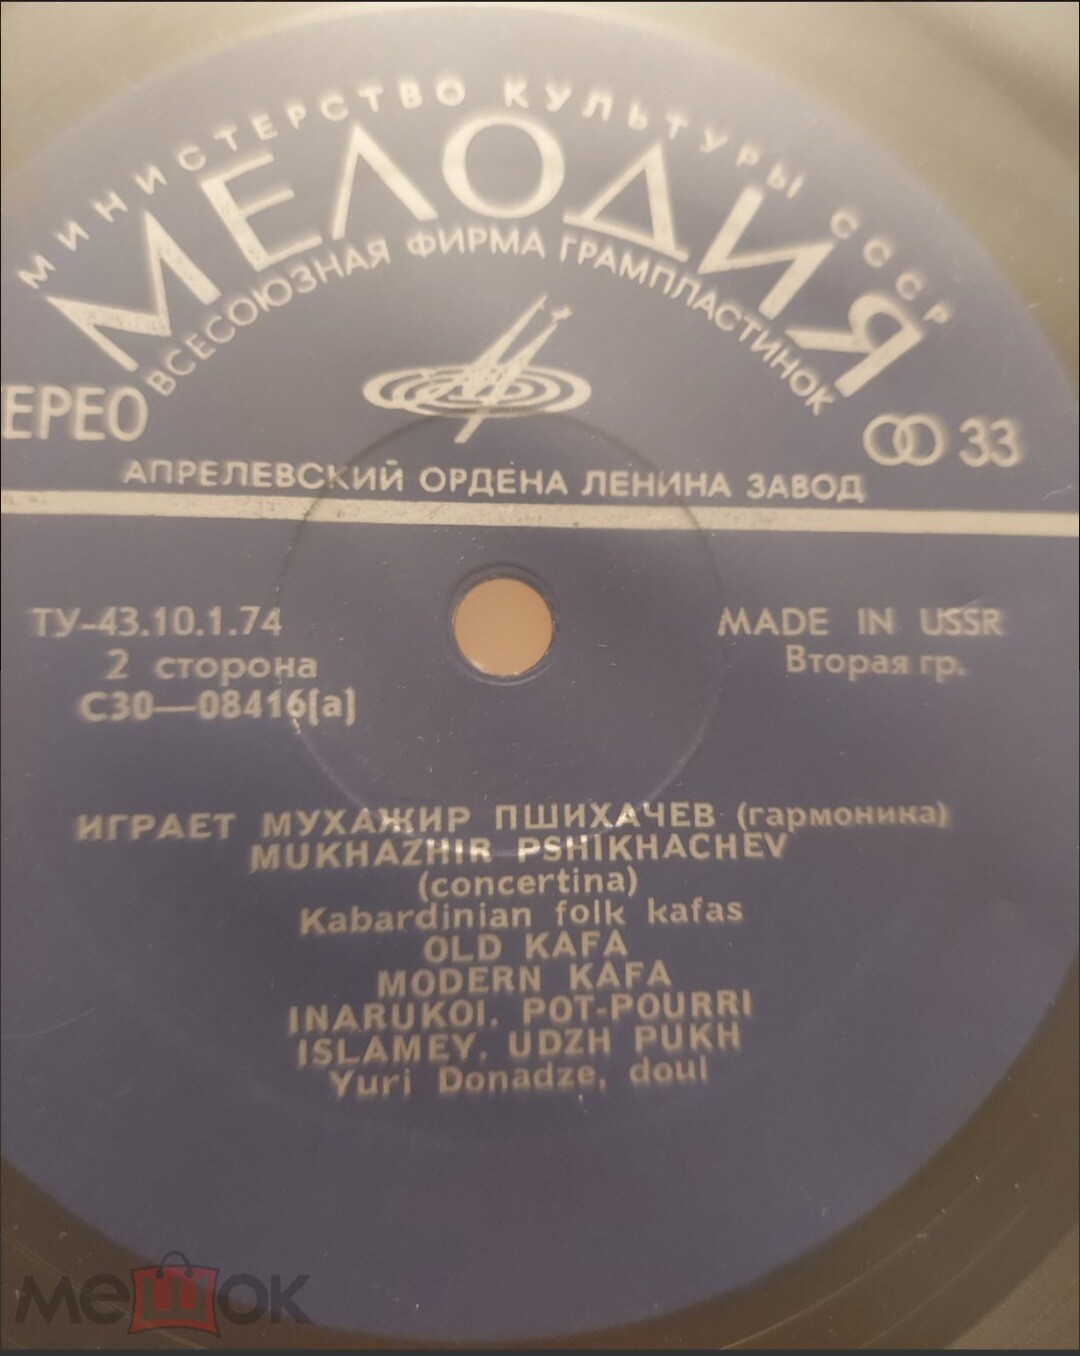 МИНИСТЕРСТВО КУЛЬТУРЫ СССР
МЕЛОДИЯ
ВСЕСОЮЗНАЯ ФИРМА ГРАМПЛАСТИНОК
ЕРЕО
33
АПРЕЛЕВСКИЙ ОРДЕНА ЛЕНИНА ЗАВОД
ТУ-43.10.1.74
2 сторона
С30—08416(а)
MADE IN USSR
Вторая гр.
ИГРАЕТ МУХАЖИР ПШИХАЧЕВ (гармоника)
MUKHAZHIR PSHIKHACHEV
(concertina)
Kabardinian folk kafas
OLD KAFA
MODERN KAFA
INARUKOI. POT-POURRI
ISLAMEY. UDZH PUKH
Yuri Donadze, doul
мешок